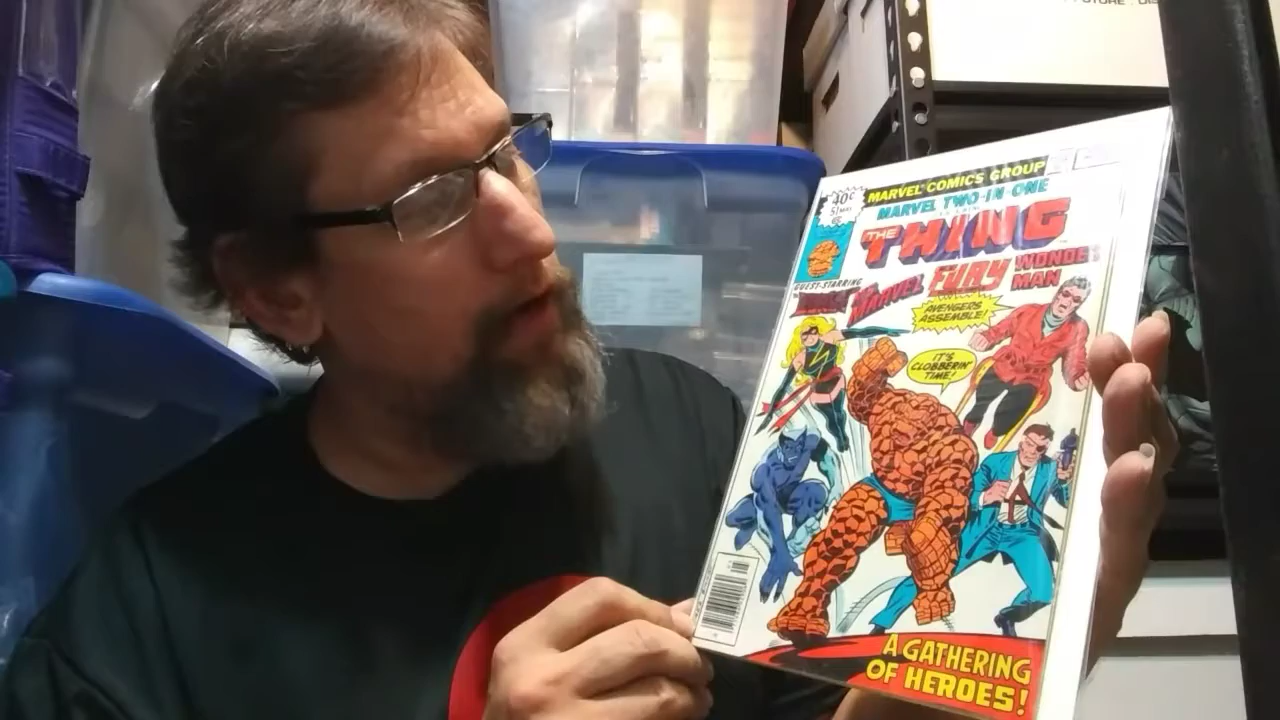 MARVEL COMICS GROUP
40¢
51 MAY
MARVEL TWO-IN-ONE
THE THING
GUEST-STARRING
MS. MARVEL FURY WONDER MAN
AVENGERS ASSEMBLE!
IT'S CLOBBERIN' TIME!
A GATHERING
OF HEROES!